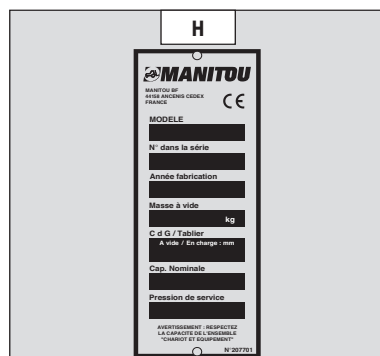 H
MANITOU
MANITOU BF
44158 ANCENIS CEDEX
FRANCE
CE
MODELE
N° dans la série
Année fabrication
Masse à vide
kg
C d G / Tablier
A vide / En charge : mm
Cap. Nominale
Pression de service
AVERTISSEMENT : RESPECTEZ
LA CAPACITE DE L'ENSEMBLE
"CHARIOT ET EQUIPEMENT"
N°207701